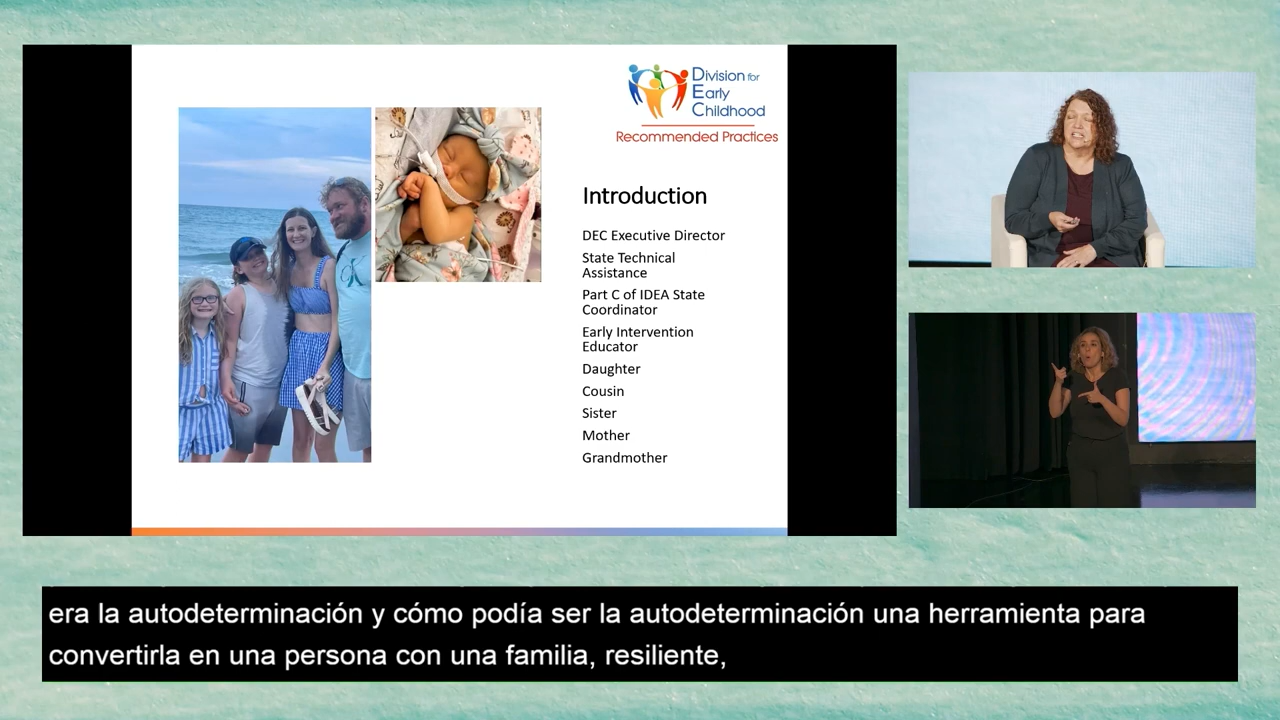 Division for
Early
Childhood
Recommended Practices
Introduction
DEC Executive Director
State Technical
Assistance
Part C of IDEA State
Coordinator
Early Intervention
Educator
Daughter
Cousin
Sister
Mother
Grandmother
era la autodeterminación y cómo podía ser la autodeterminación una herramienta para
convertirla en una persona con una familia, resiliente,